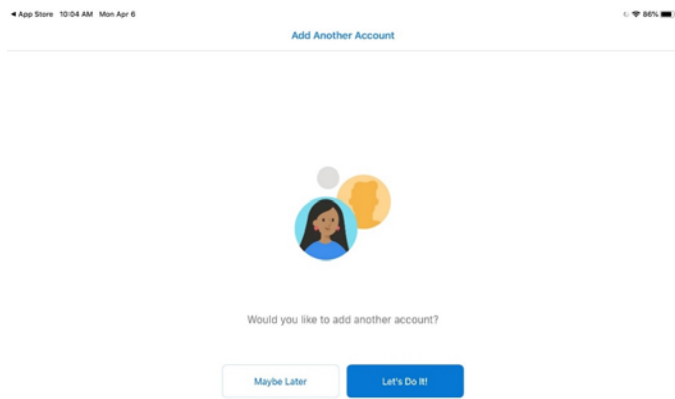 App Store 10:04 AM Mon Apr 6 86%
Add Another Account
Would you like to add another account?
Maybe Later Let's Do It!